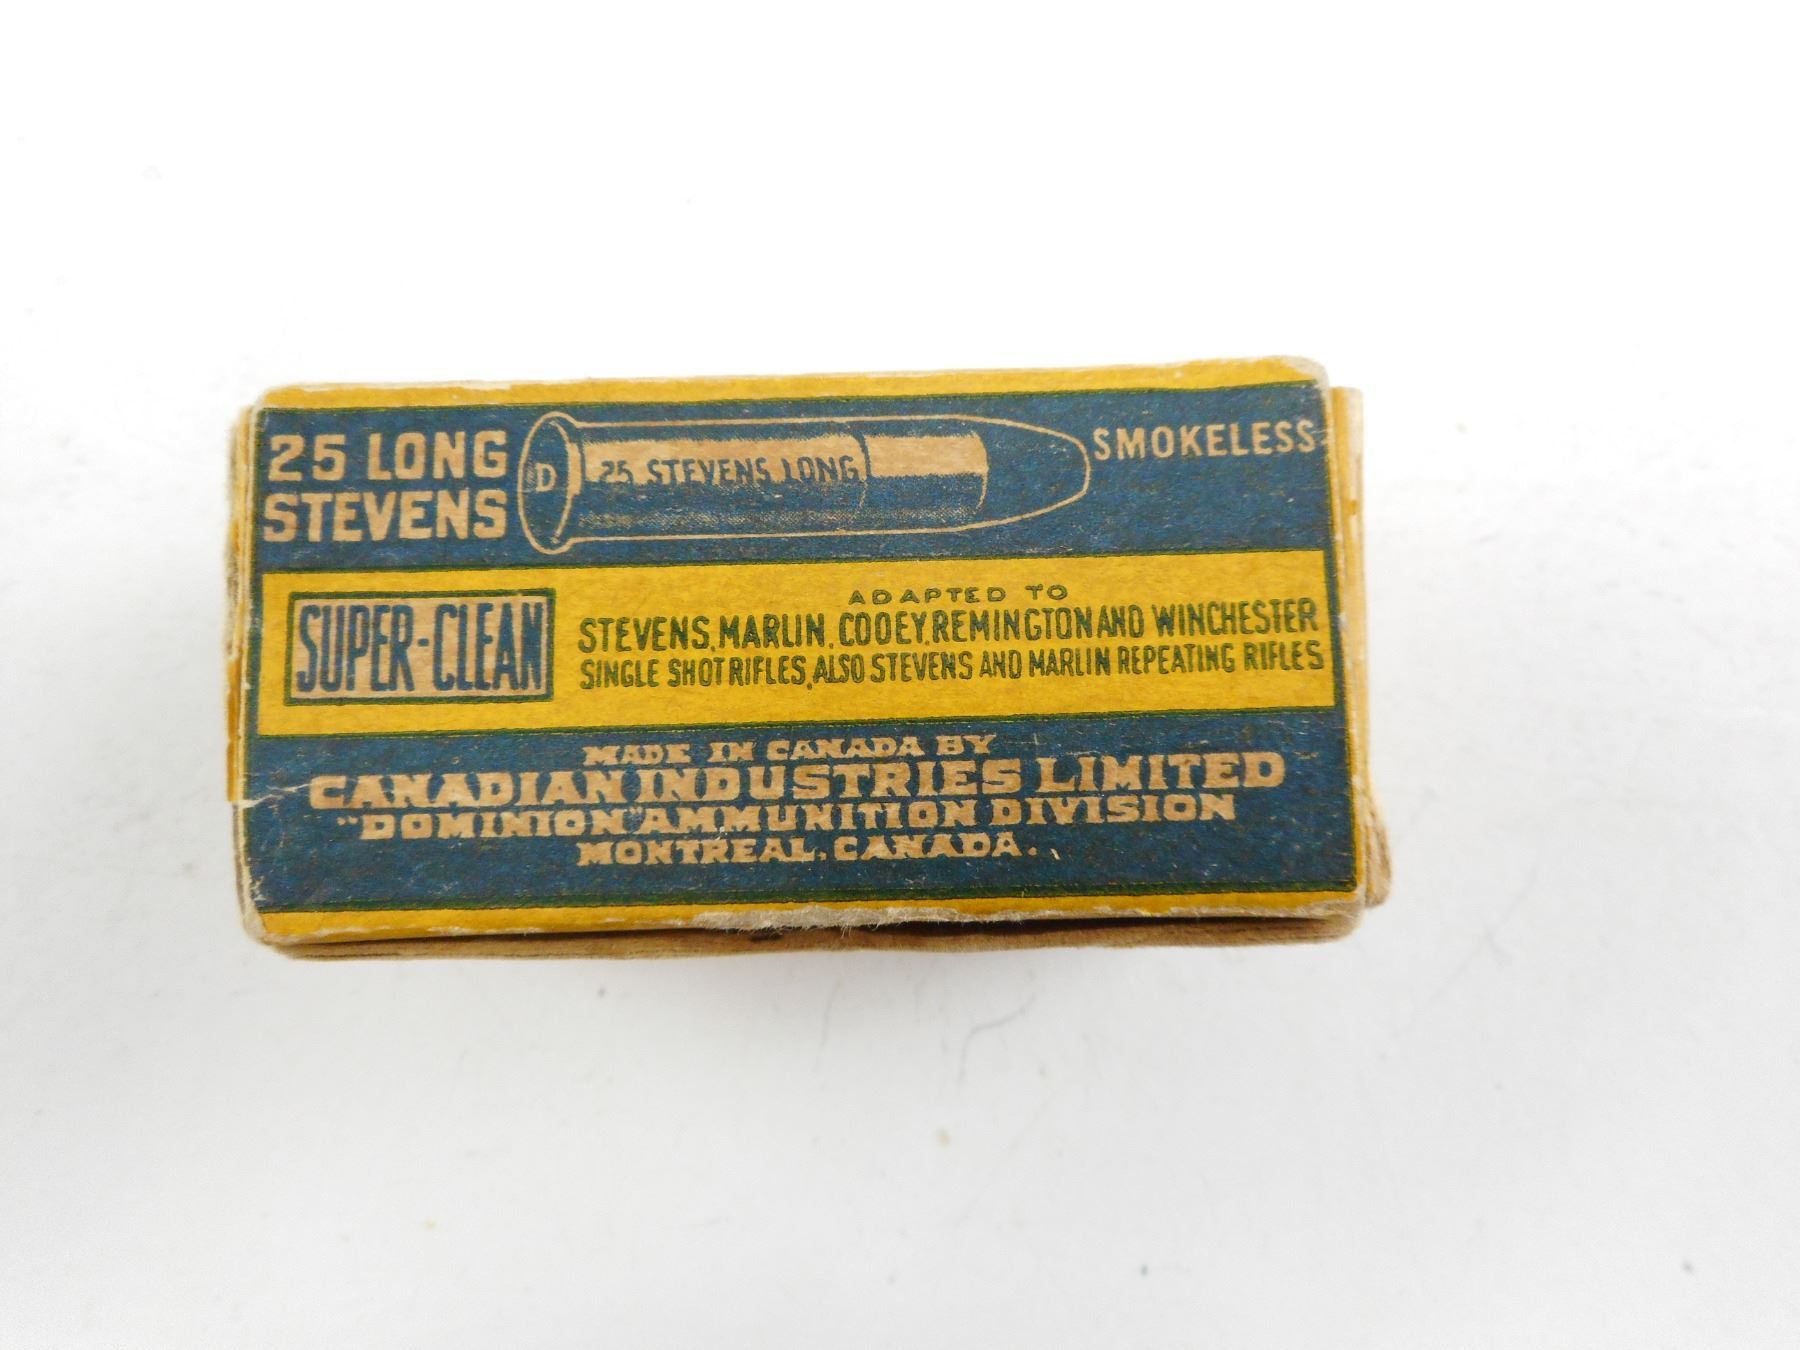 25 LONG
STEVENS
D
25 STEVENS LONG
SMOKELESS
SUPER-CLEAN
ADAPTED TO
STEVENS, MARLIN, COOEY, REMINGTON AND WINCHESTER
SINGLE SHOT RIFLES, ALSO STEVENS AND MARLIN REPEATING RIFLES
MADE IN CANADA BY
CANADIAN INDUSTRIES LIMITED
"DOMINION" AMMUNITION DIVISION
MONTREAL, CANADA.